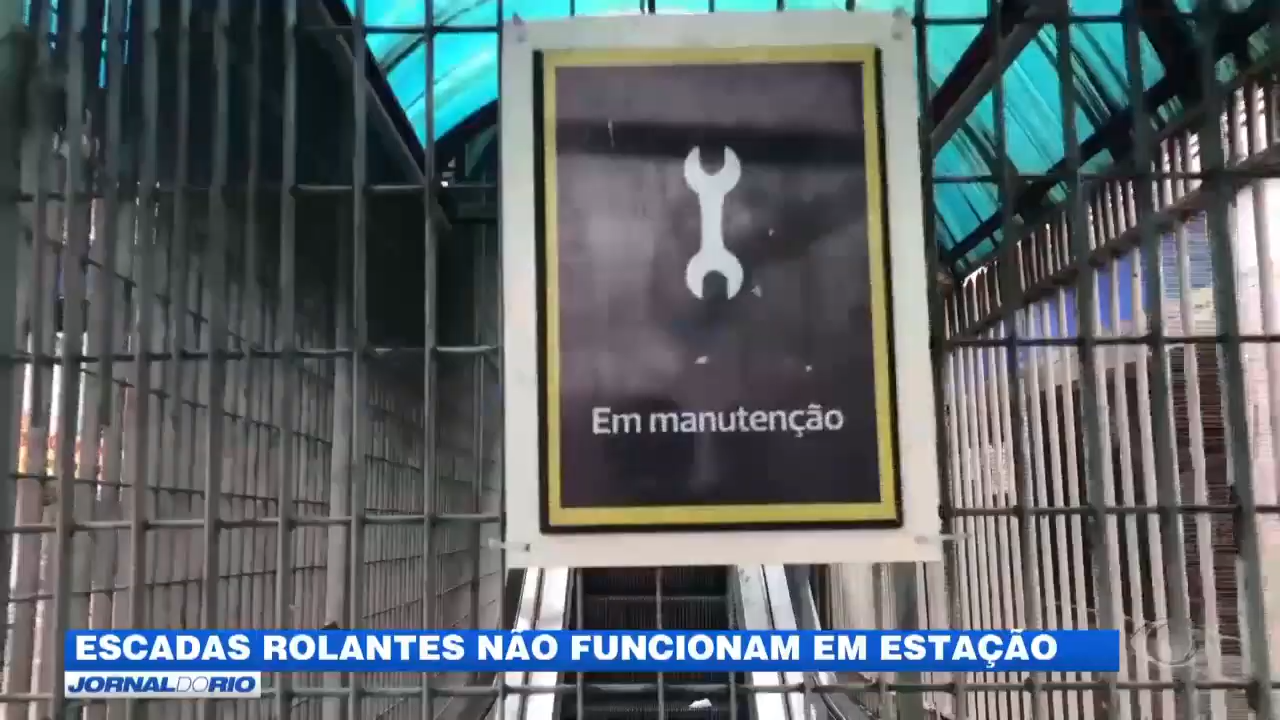 Em manutenção
ESCADAS ROLANTES NÃO FUNCIONAM EM ESTAÇÃO
JORNAL DO RIO